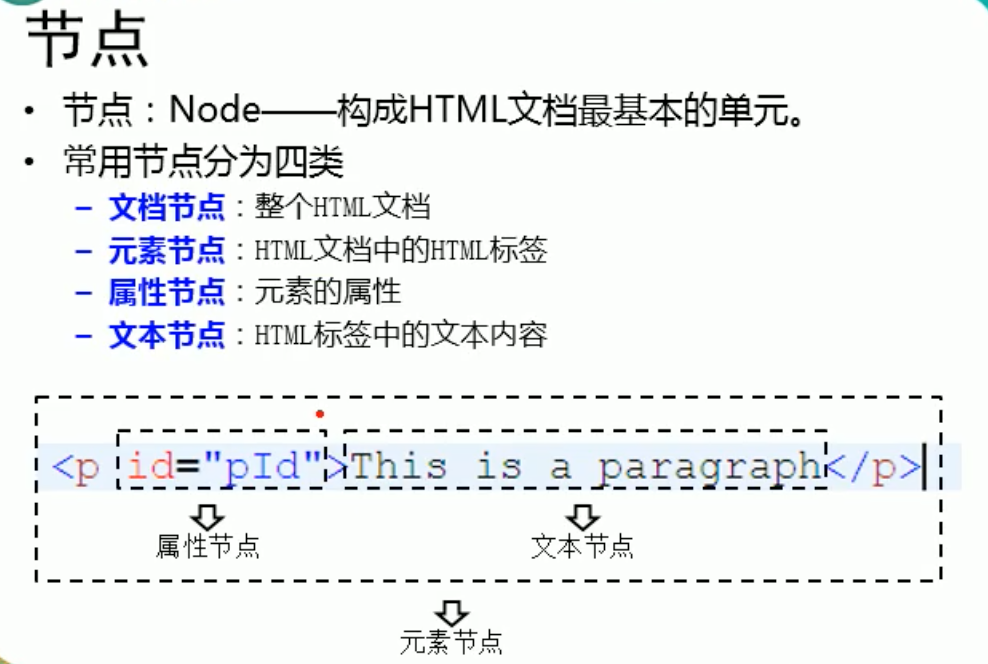 节点
• 节点：Node——构成HTML文档最基本的单元。
• 常用节点分为四类
– 文档节点：整个HTML文档
– 元素节点：HTML文档中的HTML标签
– 属性节点：元素的属性
– 文本节点：HTML标签中的文本内容
<p id="pId">This is a paragraph</p>
属性节点 文本节点
元素节点